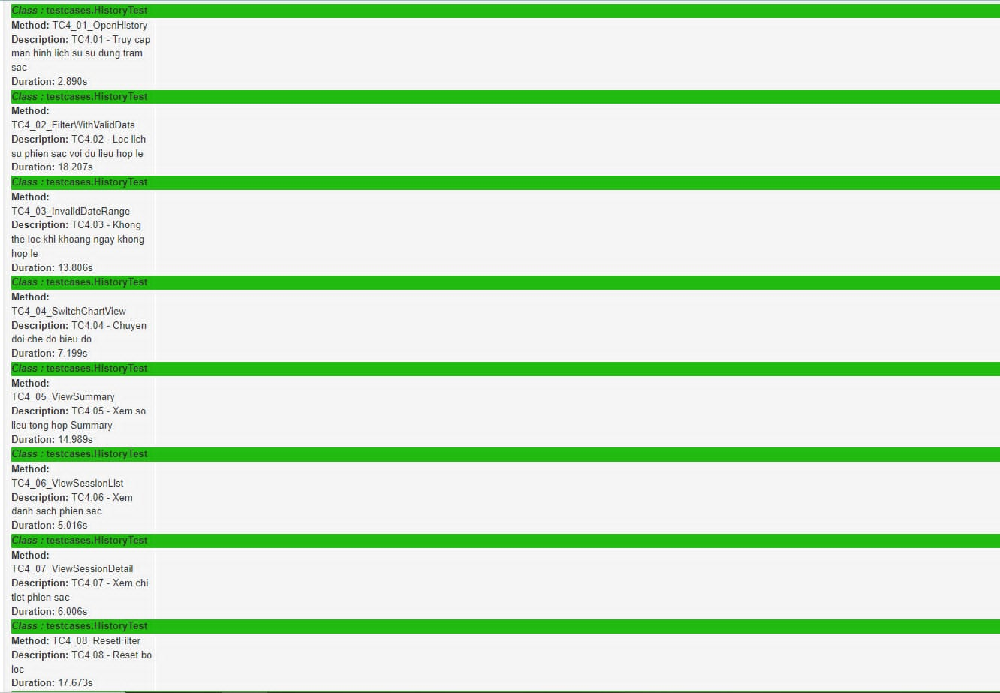 Class : testcases.HistoryTest
Method: TC4_01_OpenHistory
Description: TC4.01 - Truy cap
man hinh lich su su dung tram
sac
Duration: 2.890s
Class : testcases.HistoryTest
Method:
TC4_02_FilterWithValidData
Description: TC4.02 - Loc lich
su phien sac voi du lieu hop le
Duration: 18.207s
Class : testcases.HistoryTest
Method:
TC4_03_InvalidDateRange
Description: TC4.03 - Khong
the loc khi khoang ngay khong
hop le
Duration: 13.806s
Class : testcases.HistoryTest
Method:
TC4_04_SwitchChartView
Description: TC4.04 - Chuyen
doi che do bieu do
Duration: 7.199s
Class : testcases.HistoryTest
Method:
TC4_05_ViewSummary
Description: TC4.05 - Xem so
lieu tong hop Summary
Duration: 14.989s
Class : testcases.HistoryTest
Method:
TC4_06_ViewSessionList
Description: TC4.06 - Xem
danh sach phien sac
Duration: 5.016s
Class : testcases.HistoryTest
Method:
TC4_07_ViewSessionDetail
Description: TC4.07 - Xem chi
tiet phien sac
Duration: 6.006s
Class : testcases.HistoryTest
Method: TC4_08_ResetFilter
Description: TC4.08 - Reset bo
loc
Duration: 17.673s